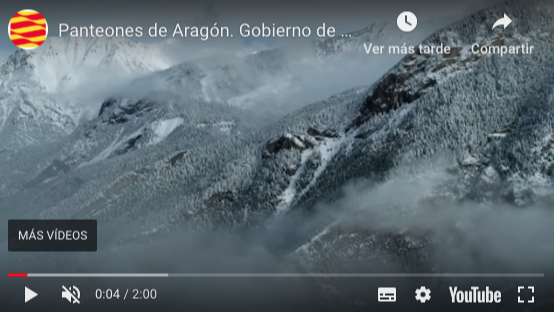 Panteones de Aragón. Gobierno de ...
Ver más tarde
Compartir
MÁS VÍDEOS
0:04 / 2:00
YouTube